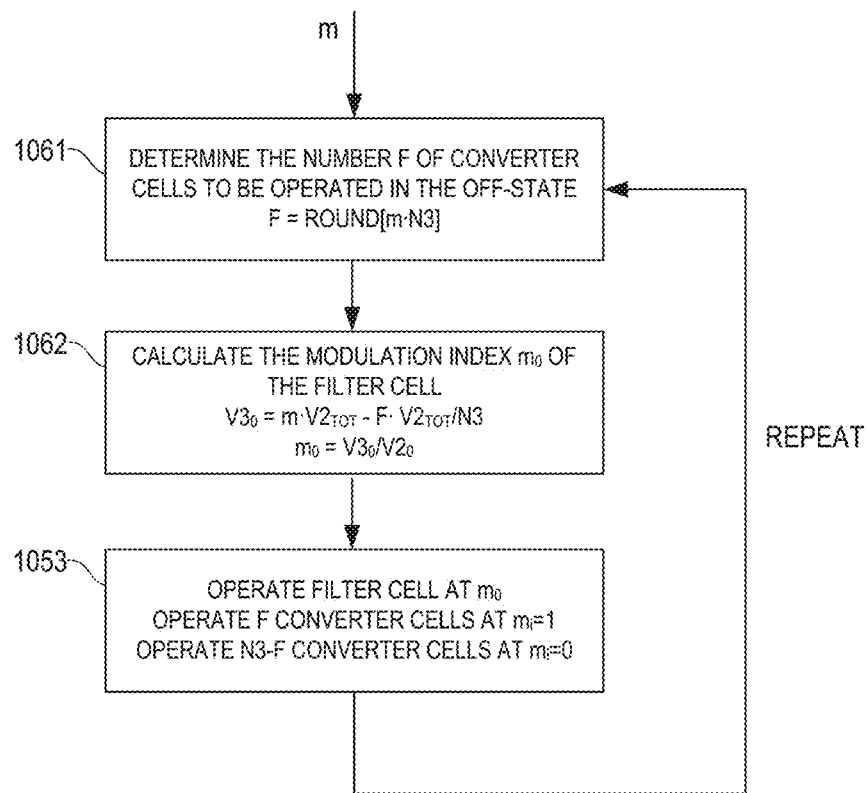 m
1061
DETERMINE THE NUMBER F OF CONVERTER
CELLS TO BE OPERATED IN THE OFF-STATE
F = ROUND[m·N3]
1062
CALCULATE THE MODULATION INDEX m₀ OF
THE FILTER CELL
V3₀ = m·V2TOT - F· V2TOT/N3
m₀ = V3₀/V2₀
REPEAT
1053
OPERATE FILTER CELL AT m₀
OPERATE F CONVERTER CELLS AT mᵢ=1
OPERATE N3-F CONVERTER CELLS AT mᵢ=0